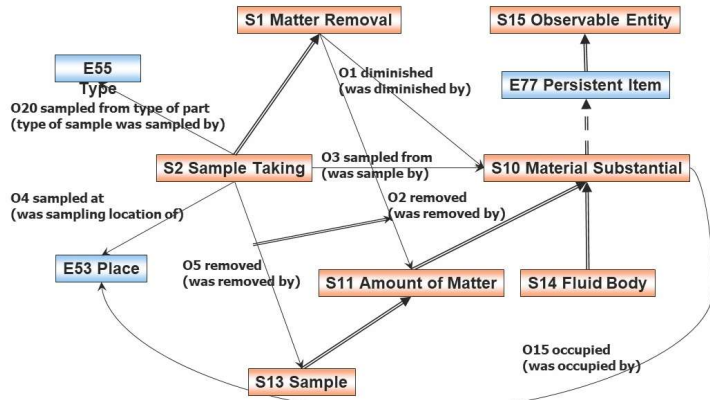 S1 Matter Removal
S15 Observable Entity
E55
Type
O1 diminished
(was diminished by)
E77 Persistent Item
O20 sampled from type of part
(type of sample was sampled by)
S2 Sample Taking
O3 sampled from
(was sample by)
S10 Material Substantial
O4 sampled at
(was sampling location of)
O2 removed
(was removed by)
E53 Place
O5 removed
(was removed by)
S11 Amount of Matter
S14 Fluid Body
O15 occupied
(was occupied by)
S13 Sample